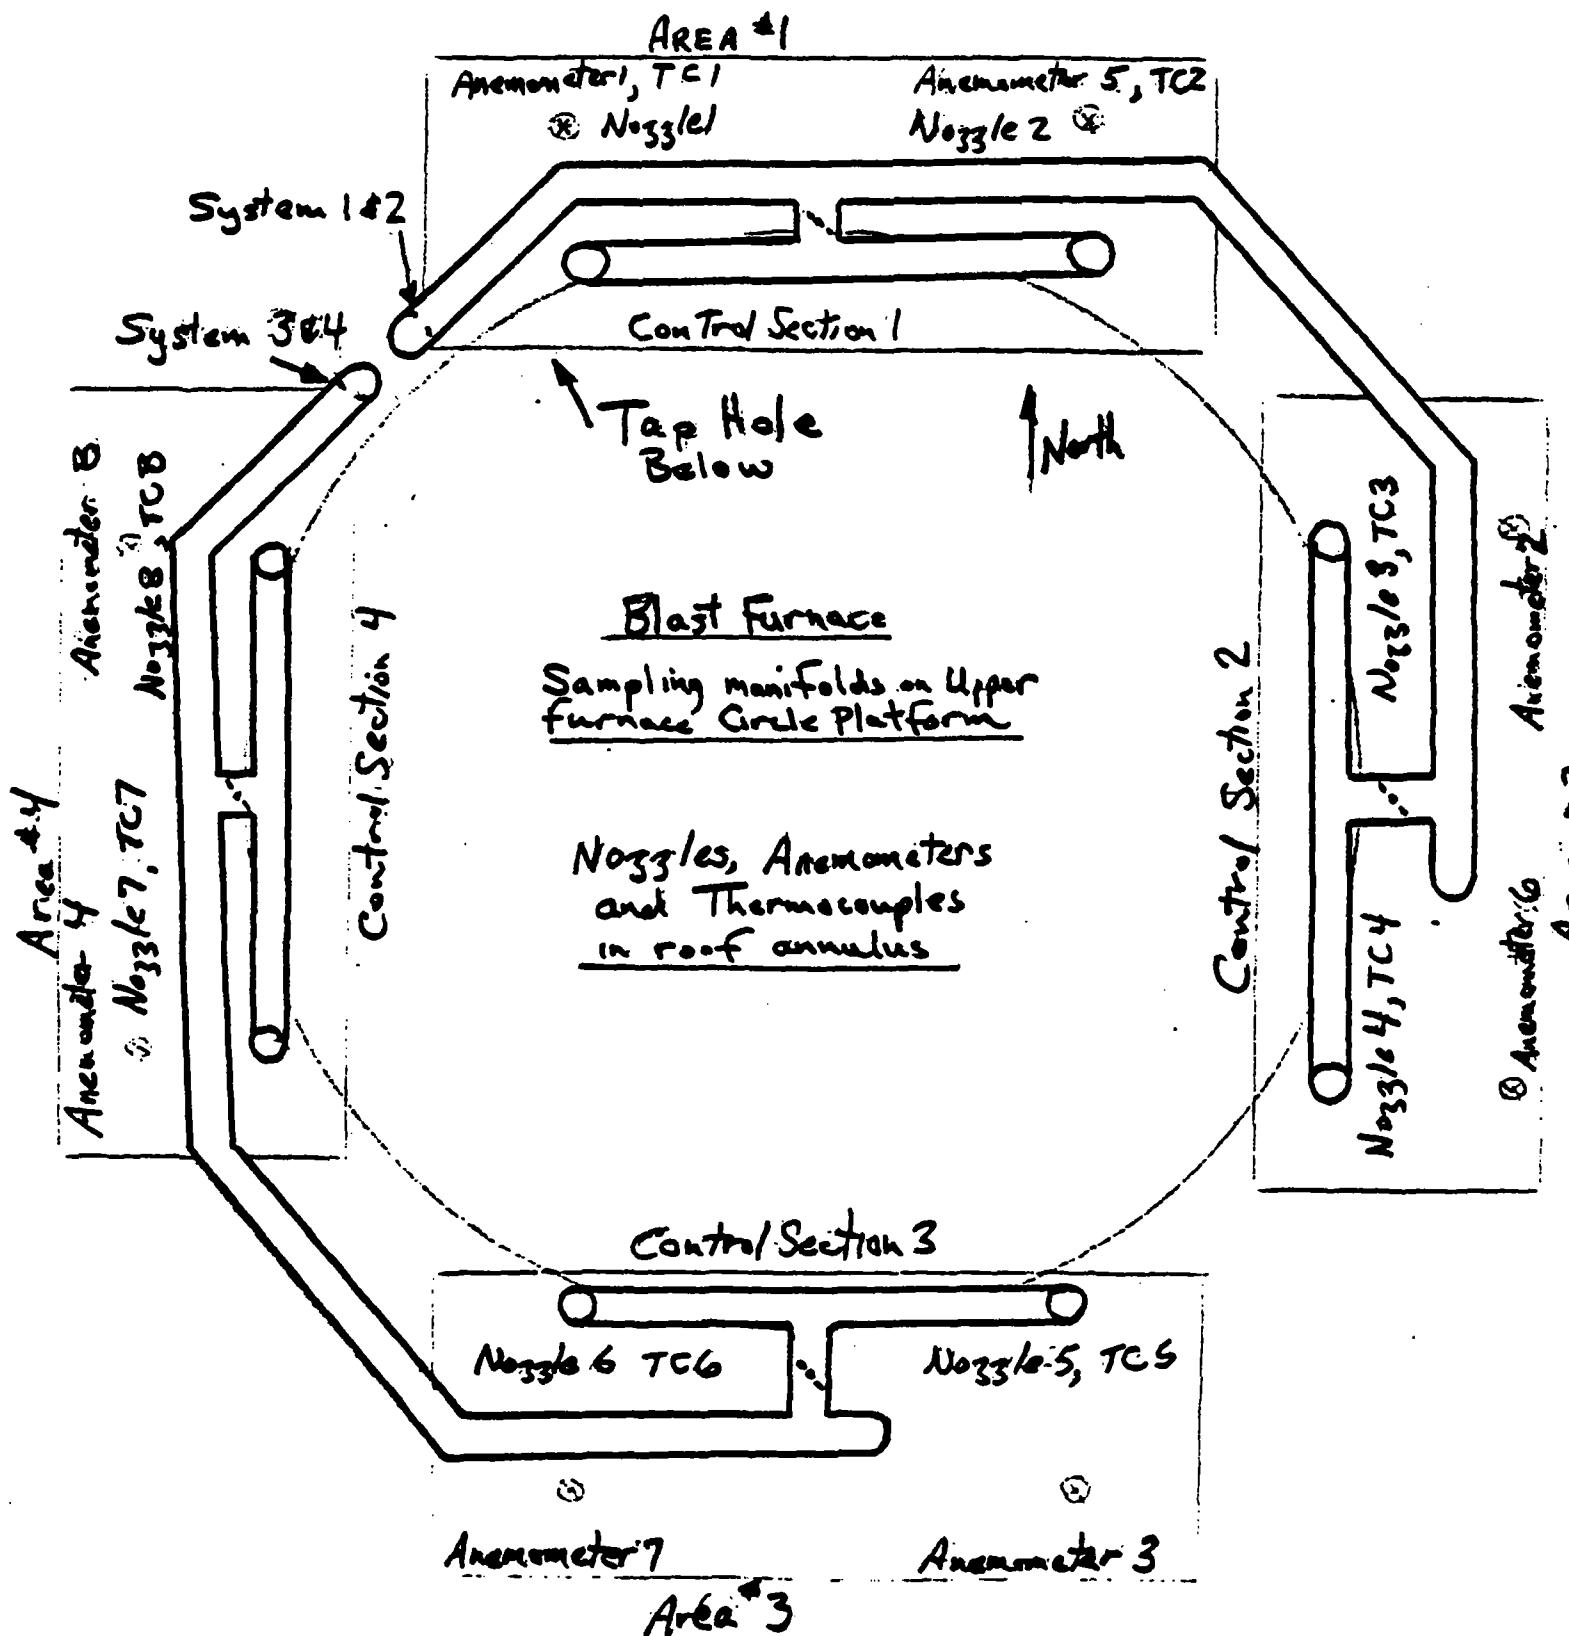 AREA #1
Anemometer 1, TC1
Nozzle 1
Anemometer 5, TC2
Nozzle 2
System 1&2
System 3&4
Control Section 1
Tap Hole
Below
North
Anemometer 8
Nozzle 8, TC8
Control Section 4
Area #4
Anemometer 4
Nozzle 7, TC7
Blast Furnace
Sampling manifolds on Upper
furnace Circle Platform
Nozzles, Anemometers
and Thermocouples
in roof annulus
Control Section 2
Nozzle 3, TC3
Anemometer 2
Nozzle 4, TC4
Anemometer 6
Control Section 3
Nozzle 6 TC6
Nozzle 5, TC5
Anemometer 7
Anemometer 3
Area #3